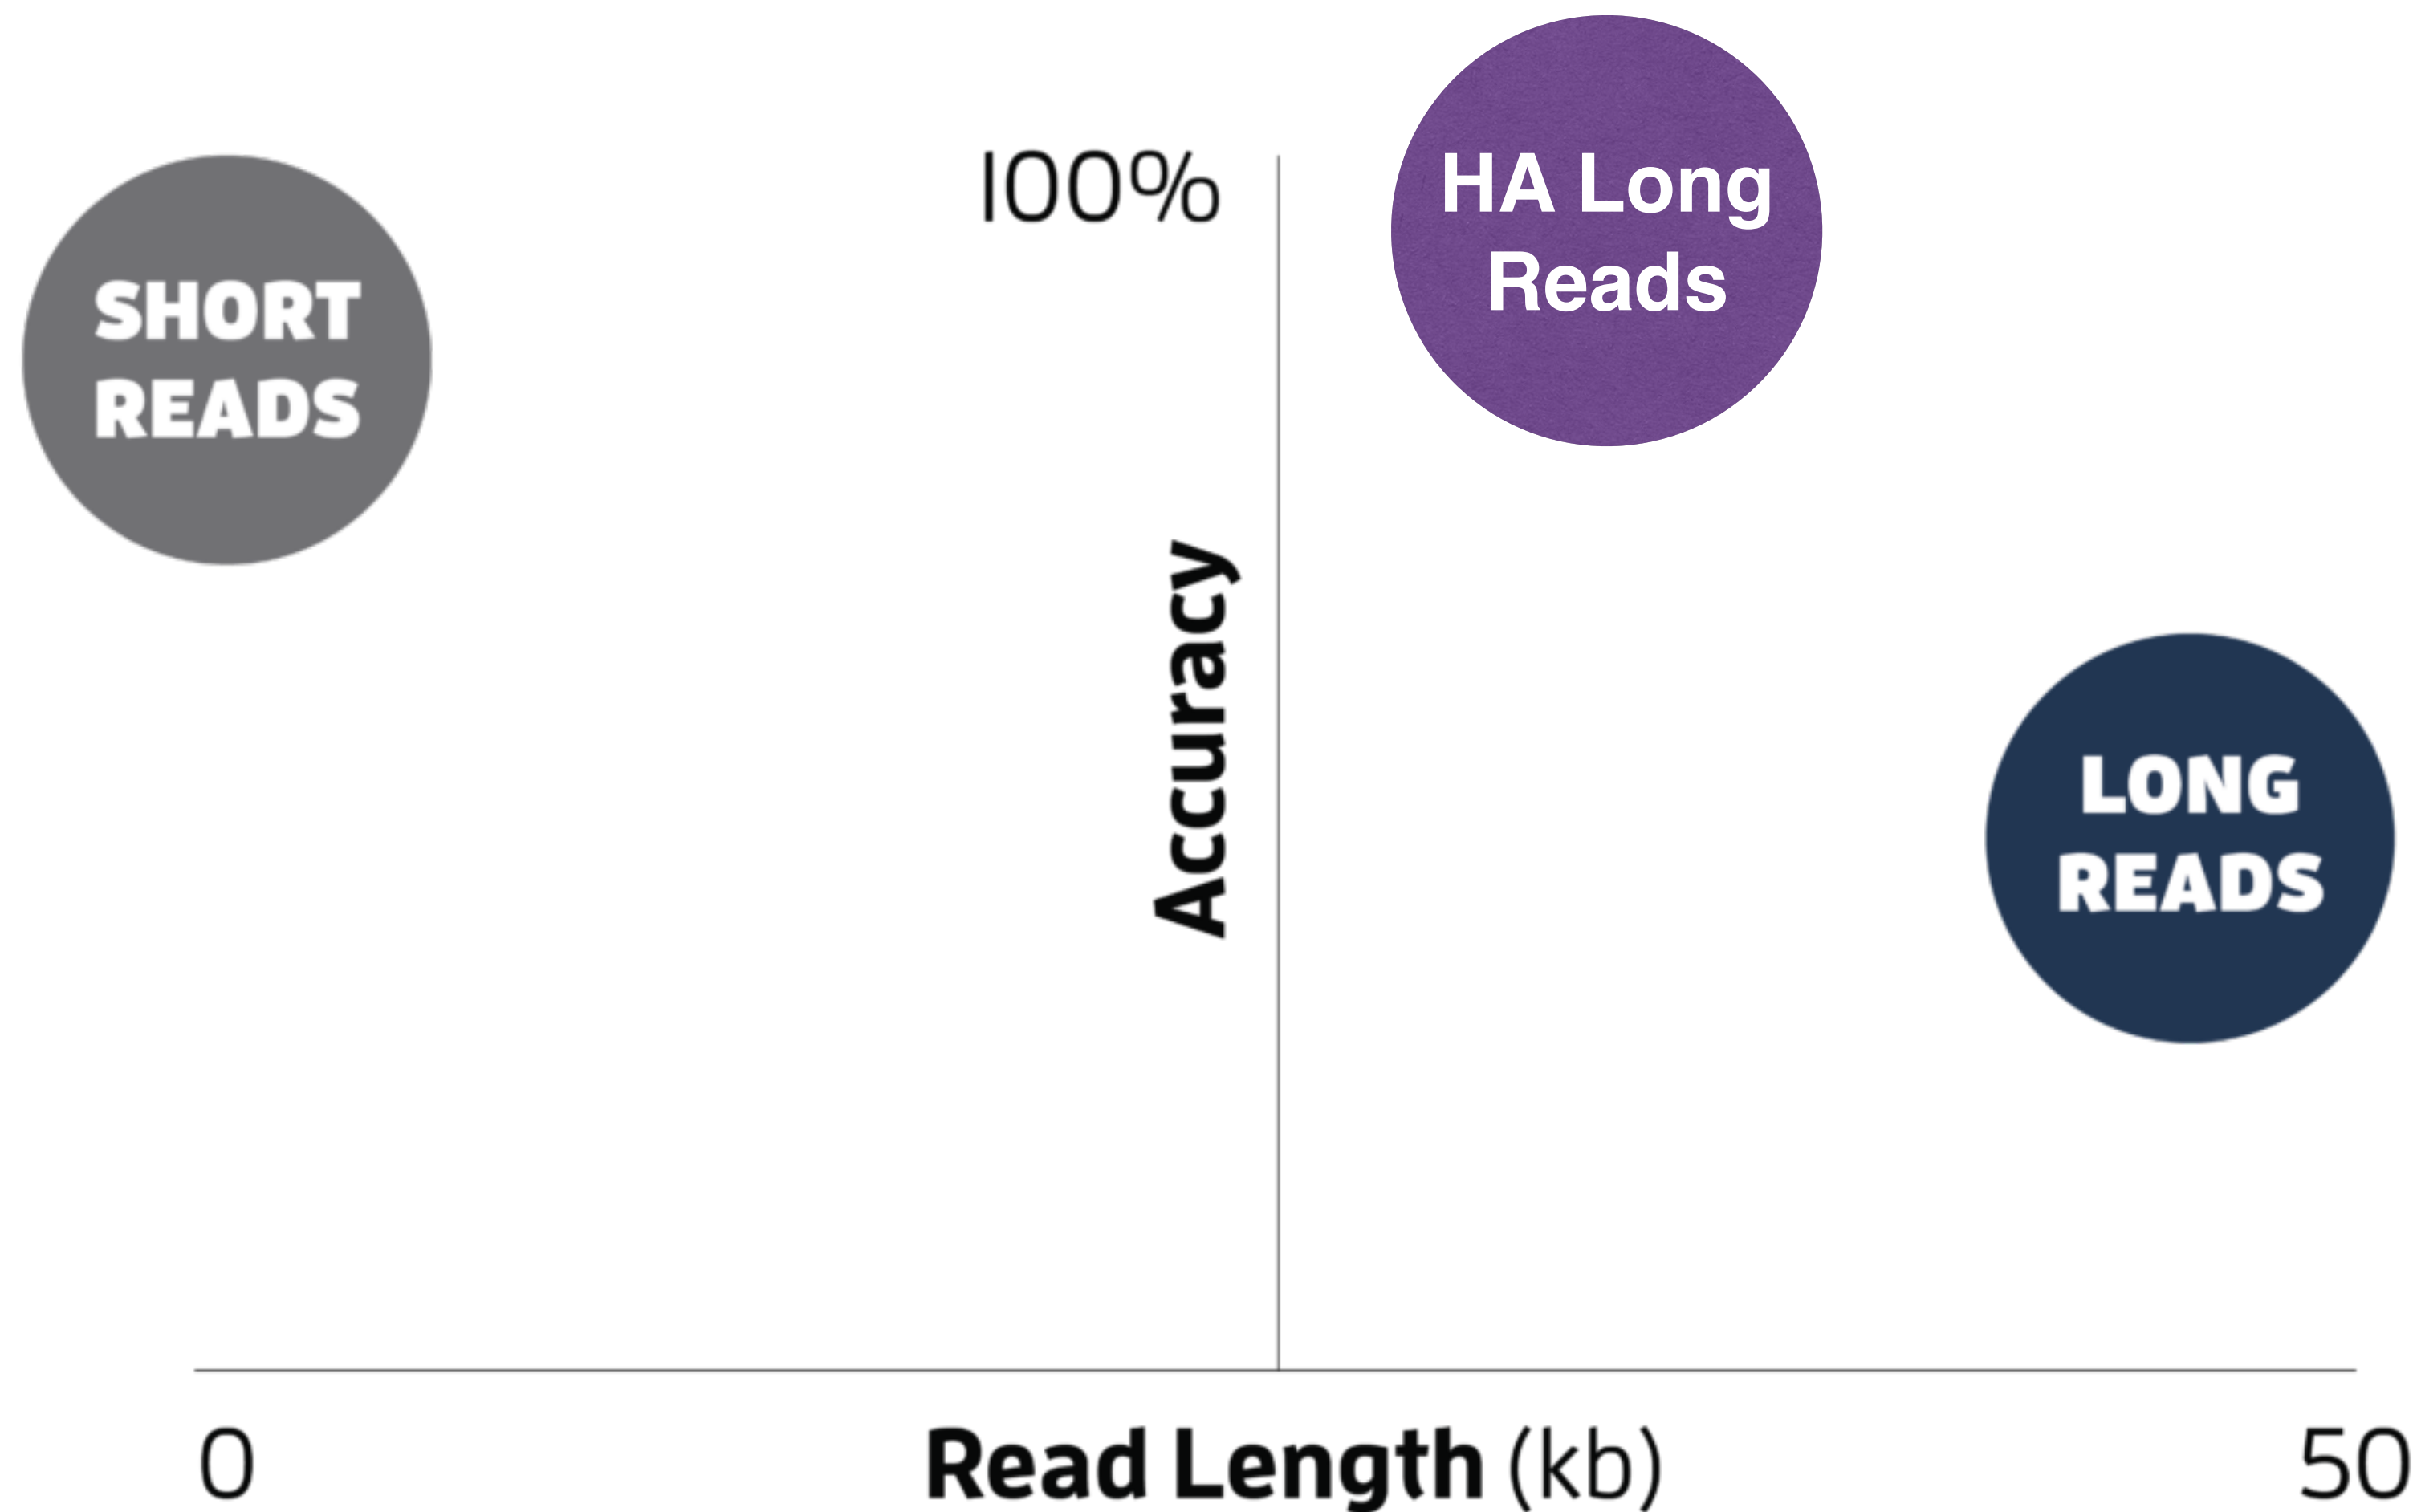 100%
HA Long
Reads
SHORT
READS
Accuracy
LONG
READS
0
Read Length (kb)
50